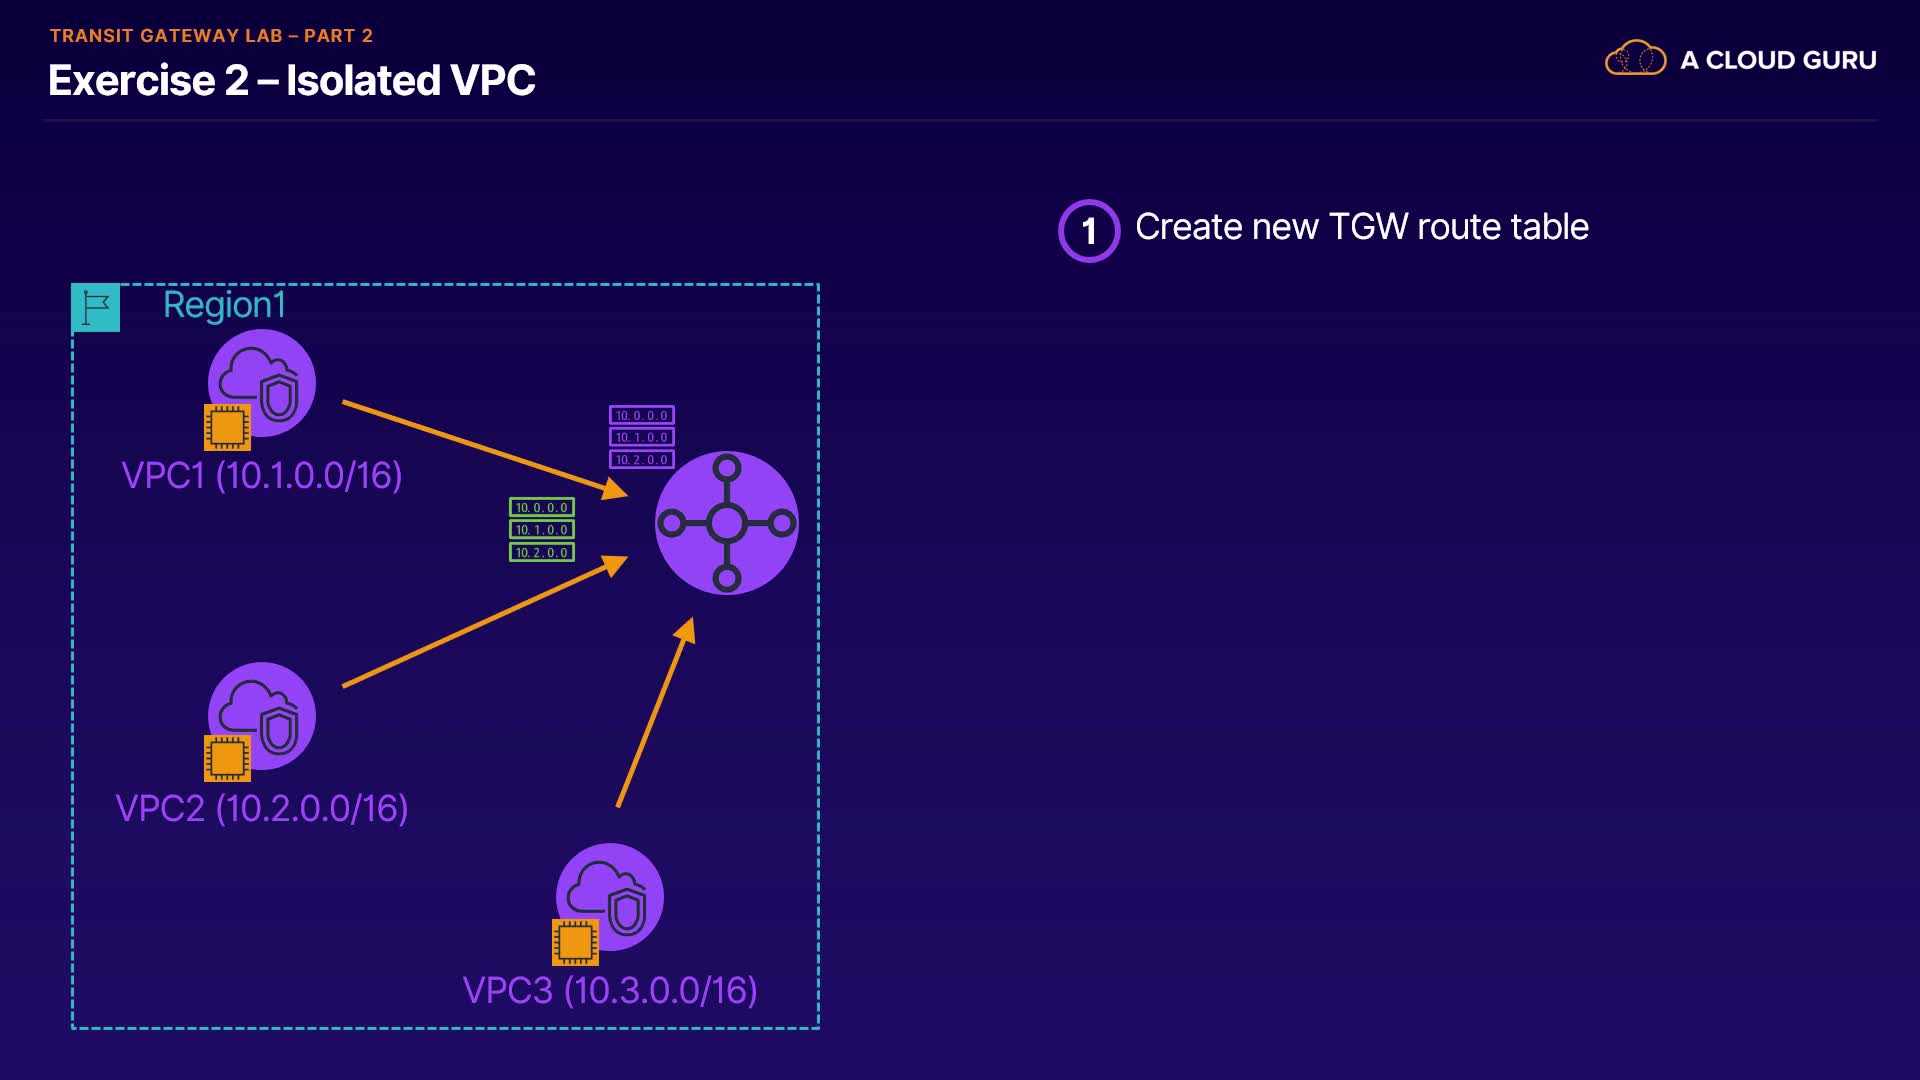 TRANSIT GATEWAY LAB – PART 2
Exercise 2 – Isolated VPC
A CLOUD GURU
1 Create new TGW route table
Region1
10.0.0.0
10.1.0.0
10.2.0.0
VPC1 (10.1.0.0/16)
10.0.0.0
10.1.0.0
10.2.0.0
VPC2 (10.2.0.0/16)
VPC3 (10.3.0.0/16)